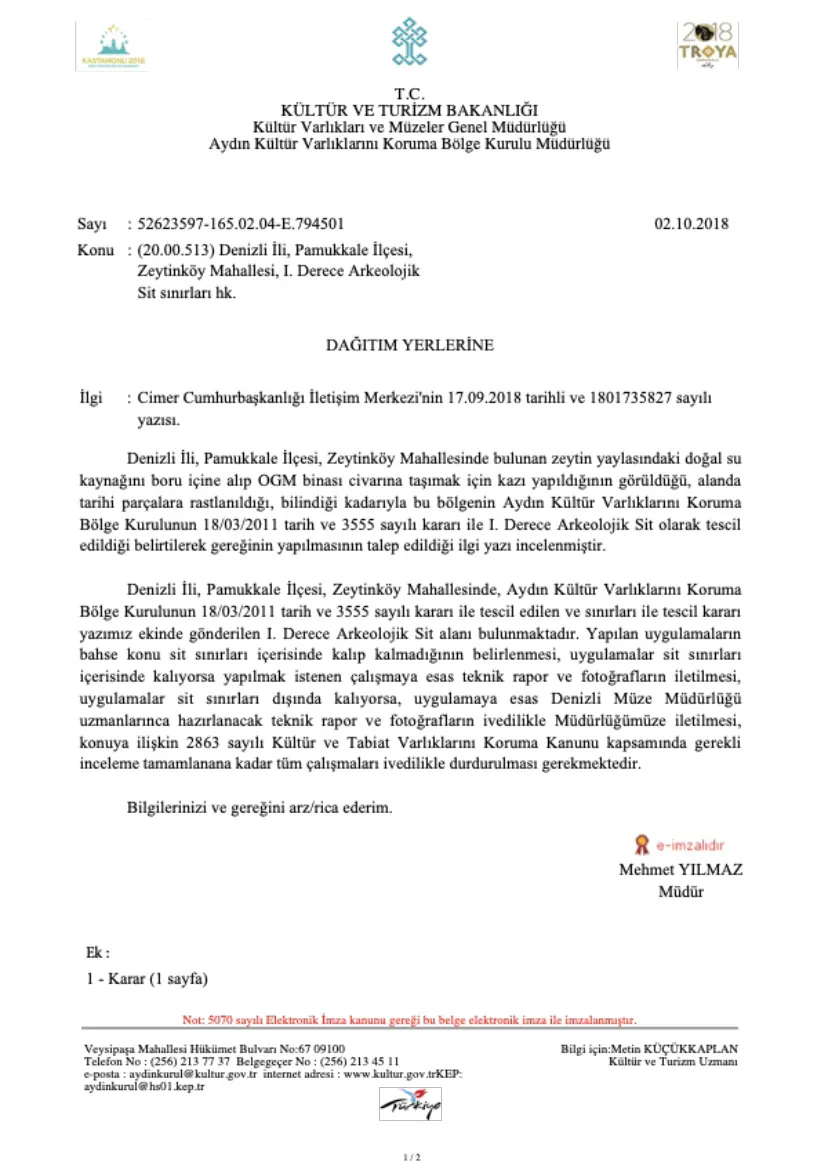 KASTAMONU 2018
2018
TROYA
T.C.
KÜLTÜR VE TURİZM BAKANLIĞI
Kültür Varlıkları ve Müzeler Genel Müdürlüğü
Aydın Kültür Varlıklarını Koruma Bölge Kurulu Müdürlüğü
Sayı : 52623597-165.02.04-E.794501 02.10.2018
Konu : (20.00.513) Denizli İli, Pamukkale İlçesi,
Zeytinköy Mahallesi, I. Derece Arkeolojik
Sit sınırları hk.
DAĞITIM YERLERİNE
İlgi : Cimer Cumhurbaşkanlığı İletişim Merkezi'nin 17.09.2018 tarihli ve 1801735827 sayılı
yazısı.
Denizli İli, Pamukkale İlçesi, Zeytinköy Mahallesinde bulunan zeytin yaylasındaki doğal su
kaynağını boru içine alıp OGM binası civarına taşımak için kazı yapıldığının görüldüğü, alanda
tarihi parçalara rastlanıldığı, bilindiği kadarıyla bu bölgenin Aydın Kültür Varlıklarını Koruma
Bölge Kurulunun 18/03/2011 tarih ve 3555 sayılı kararı ile I. Derece Arkeolojik Sit olarak tescil
edildiği belirtilerek gereğinin yapılmasının talep edildiği ilgi yazı incelenmiştir.
Denizli İli, Pamukkale İlçesi, Zeytinköy Mahallesinde, Aydın Kültür Varlıklarını Koruma
Bölge Kurulunun 18/03/2011 tarih ve 3555 sayılı kararı ile tescil edilen ve sınırları ile tescil kararı
yazımız ekinde gönderilen I. Derece Arkeolojik Sit alanı bulunmaktadır. Yapılan uygulamaların
bahse konu sit sınırları içerisinde kalıp kalmadığının belirlenmesi, uygulamalar sit sınırları
içerisinde kalıyorsa yapılmak istenen çalışmaya esas teknik rapor ve fotoğrafların iletilmesi,
uygulamalar sit sınırları dışında kalıyorsa, uygulamaya esas Denizli Müze Müdürlüğü
uzmanlarınca hazırlanacak teknik rapor ve fotoğrafların ivedilikle Müdürlüğümüze iletilmesi,
konuya ilişkin 2863 sayılı Kültür ve Tabiat Varlıklarını Koruma Kanunu kapsamında gerekli
inceleme tamamlanana kadar tüm çalışmaları ivedilikle durdurulması gerekmektedir.
Bilgilerinizi ve gereğini arz/rica ederim.
e-imzalıdır
Mehmet YILMAZ
Müdür
Ek :
1 - Karar (1 sayfa)
Not: 5070 sayılı Elektronik İmza kanunu gereği bu belge elektronik imza ile imzalanmıştır.
Veysipaşa Mahallesi Hükümet Bulvarı No:67 09100 Bilgi için:Metin KÜÇÜKKAPLAN
Telefon No : (256) 213 77 37 Belgegeçer No : (256) 213 45 11 Kültür ve Turizm Uzmanı
e-posta : aydinkurul@kultur.gov.tr internet adresi : www.kultur.gov.trKEP:
aydinkurul@hs01.kep.tr
Türkiye
1 / 2